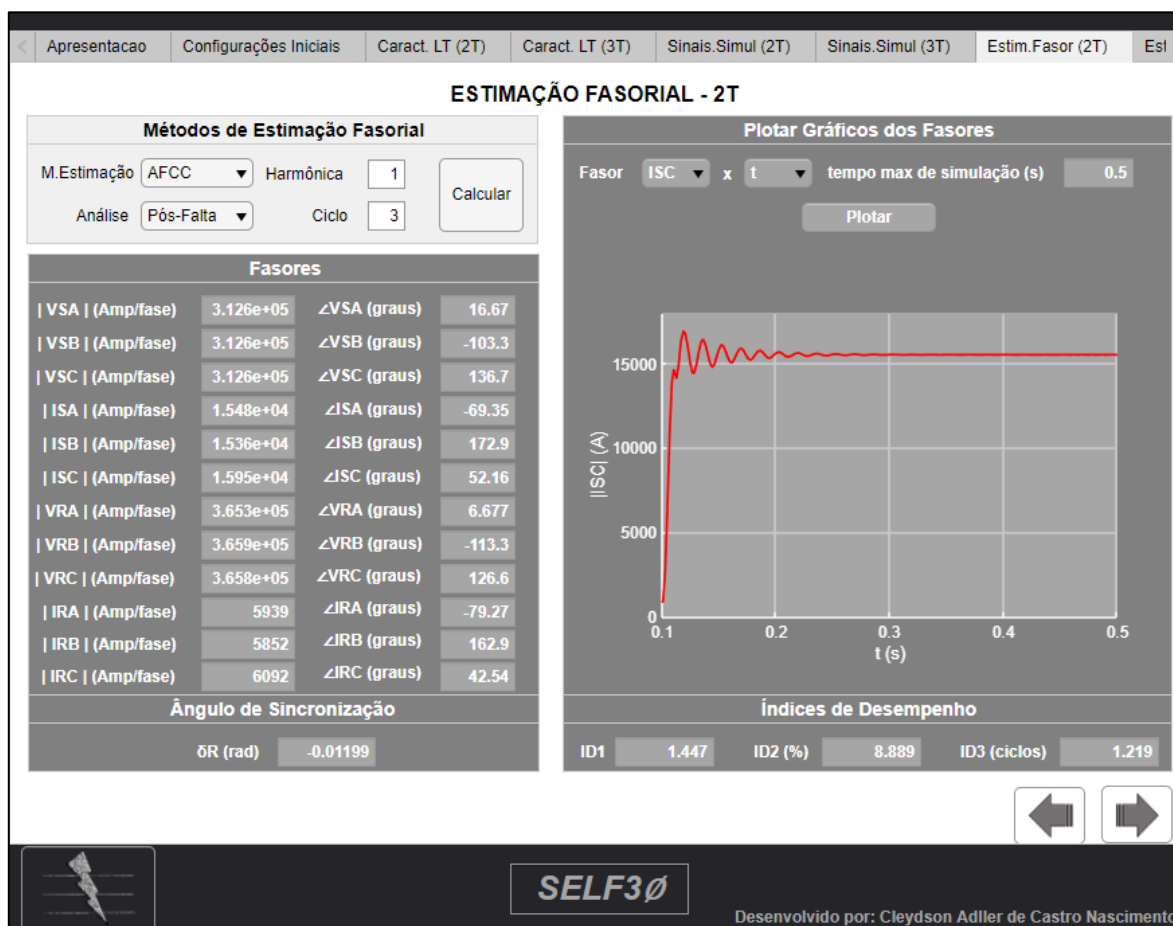 Apresentacao Configurações Iniciais Caract. LT (2T) Caract. LT (3T) Sinais.Simul (2T) Sinais.Simul (3T) Estim.Fasor (2T) Est
ESTIMAÇÃO FASORIAL - 2T
Métodos de Estimação Fasorial
M.Estimação AFCC Harmônica 1
Análise Pós-Falta Ciclo 3
Calcular
Fasores
| VSA | (Amp/fase) 3.126e+05 ∠VSA (graus) 16.67
| VSB | (Amp/fase) 3.126e+05 ∠VSB (graus) -103.3
| VSC | (Amp/fase) 3.126e+05 ∠VSC (graus) 136.7
| ISA | (Amp/fase) 1.548e+04 ∠ISA (graus) -69.35
| ISB | (Amp/fase) 1.536e+04 ∠ISB (graus) 172.9
| ISC | (Amp/fase) 1.595e+04 ∠ISC (graus) 52.16
| VRA | (Amp/fase) 3.653e+05 ∠VRA (graus) 6.677
| VRB | (Amp/fase) 3.659e+05 ∠VRB (graus) -113.3
| VRC | (Amp/fase) 3.658e+05 ∠VRC (graus) 126.6
| IRA | (Amp/fase) 5939 ∠IRA (graus) -79.27
| IRB | (Amp/fase) 5852 ∠IRB (graus) 162.9
| IRC | (Amp/fase) 6092 ∠IRC (graus) 42.54
Ângulo de Sincronização
δR (rad) -0.01199
Plotar Gráficos dos Fasores
Fasor ISC x t tempo max de simulação (s) 0.5
Plotar
15000
10000
5000
0
||ISC| (A)
0.1 0.2 0.3 0.4 0.5
t (s)
Índices de Desempenho
ID1 1.447 ID2 (%) 8.889 ID3 (ciclos) 1.219
SELF3Ø
Desenvolvido por: Cleydson Adller de Castro Nascimento